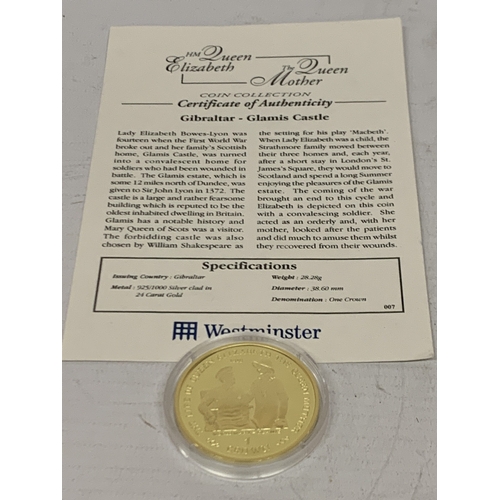 HM Queen Elizabeth The Queen Mother
COIN COLLECTION
Certificate of Authenticity
Gibraltar - Glamis Castle
Lady Elizabeth Bowes-Lyon was
fourteen when the First World War
broke out and her family's Scottish
home, Glamis Castle, was turned
into a convalescent home for
soldiers who had been wounded in
battle. The Glamis estate, which is
some 12 miles north of Dundee, was
given to Sir John Lyon in 1372. The
castle is a large and rather fearsome
building which is reputed to be the
oldest inhabited dwelling in Britain.
Glamis has a notable history and
Mary Queen of Scots was a visitor.
The forbidding castle was also
chosen by William Shakespeare as
the setting for his play 'Macbeth'.
When Lady Elizabeth was a child, the
Strathmore family moved between
their three homes and, each year,
after a short stay in London's St.
James's Square, they would move to
Scotland and spend a long Summer
enjoying the pleasures of the Glamis
estate. The coming of the war
brought an end to this cycle and
Elizabeth is depicted on this coin
with a convalescing soldier. She
acted as an orderly and, with her
mother, looked after the patients
and did much to amuse them whilst
they recovered from their wounds.
Specifications
Issuing Country : Gibraltar
Weight : 28.28g
Metal : 925/1000 Silver clad in
24 Carat Gold
Diameter : 38.60 mm
Denomination : One Crown
007
Westminster
1
CROWN